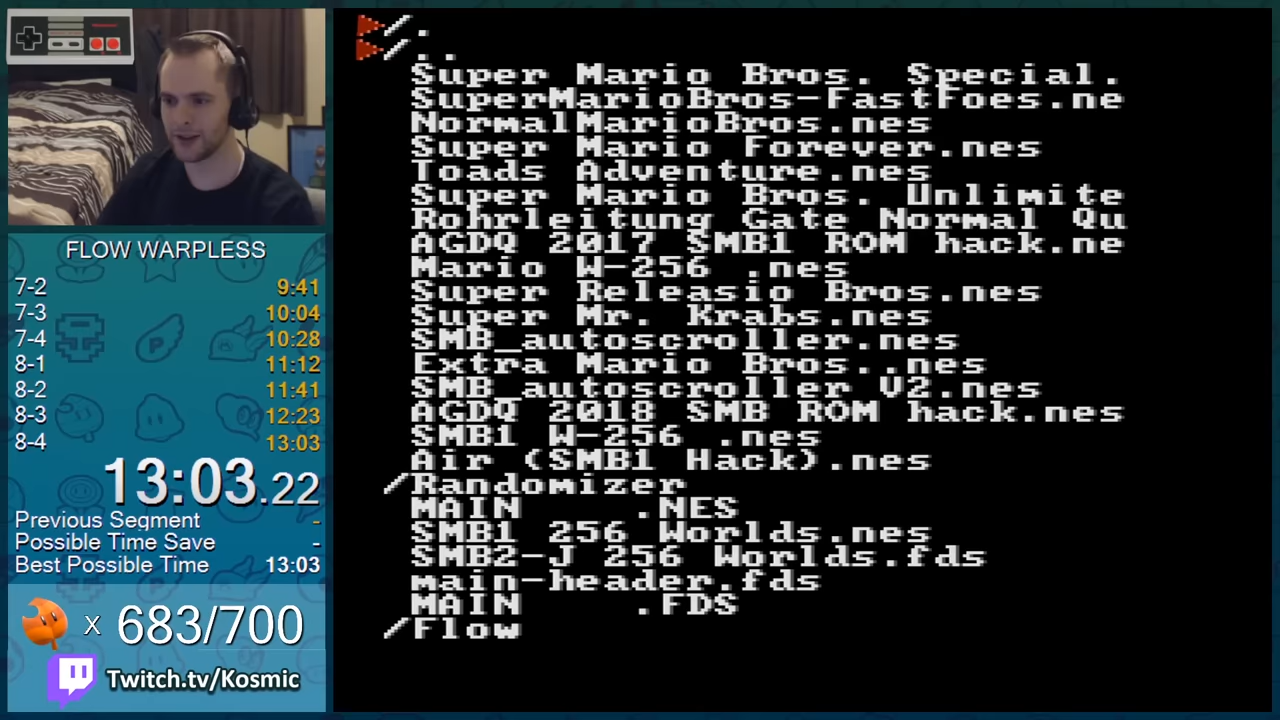 FLOW WARPLESS
7-2 9:41
7-3 10:04
7-4 10:28
8-1 11:12
8-2 11:41
8-3 12:23
8-4 13:03
13:03.22
Previous Segment -
Possible Time Save -
Best Possible Time 13:03
x 683/700
Twitch.tv/Kosmic
/.
/..
Super Mario Bros. Special.
SuperMarioBros-FastFoes.ne
NormalMarioBros.nes
Super Mario Forever.nes
Toads Adventure.nes
Super Mario Bros. Unlimite
Rohrleitung Gate Normal Qu
AGDQ 2017 SMB1 ROM hack.ne
Mario W-256 .nes
Super Releasio Bros.nes
Super Mr. Krabs.nes
SMB_autoscroller.nes
Extra Mario Bros..nes
SMB_autoscroller V2.nes
AGDQ 2018 SMB ROM hack.nes
SMB1 W-256 .nes
Air (SMB1 Hack).nes
/Randomizer
MAIN .NES
SMB1 256 Worlds.nes
SMB2-J 256 Worlds.fds
main-header.fds
MAIN .FDS
/Flow